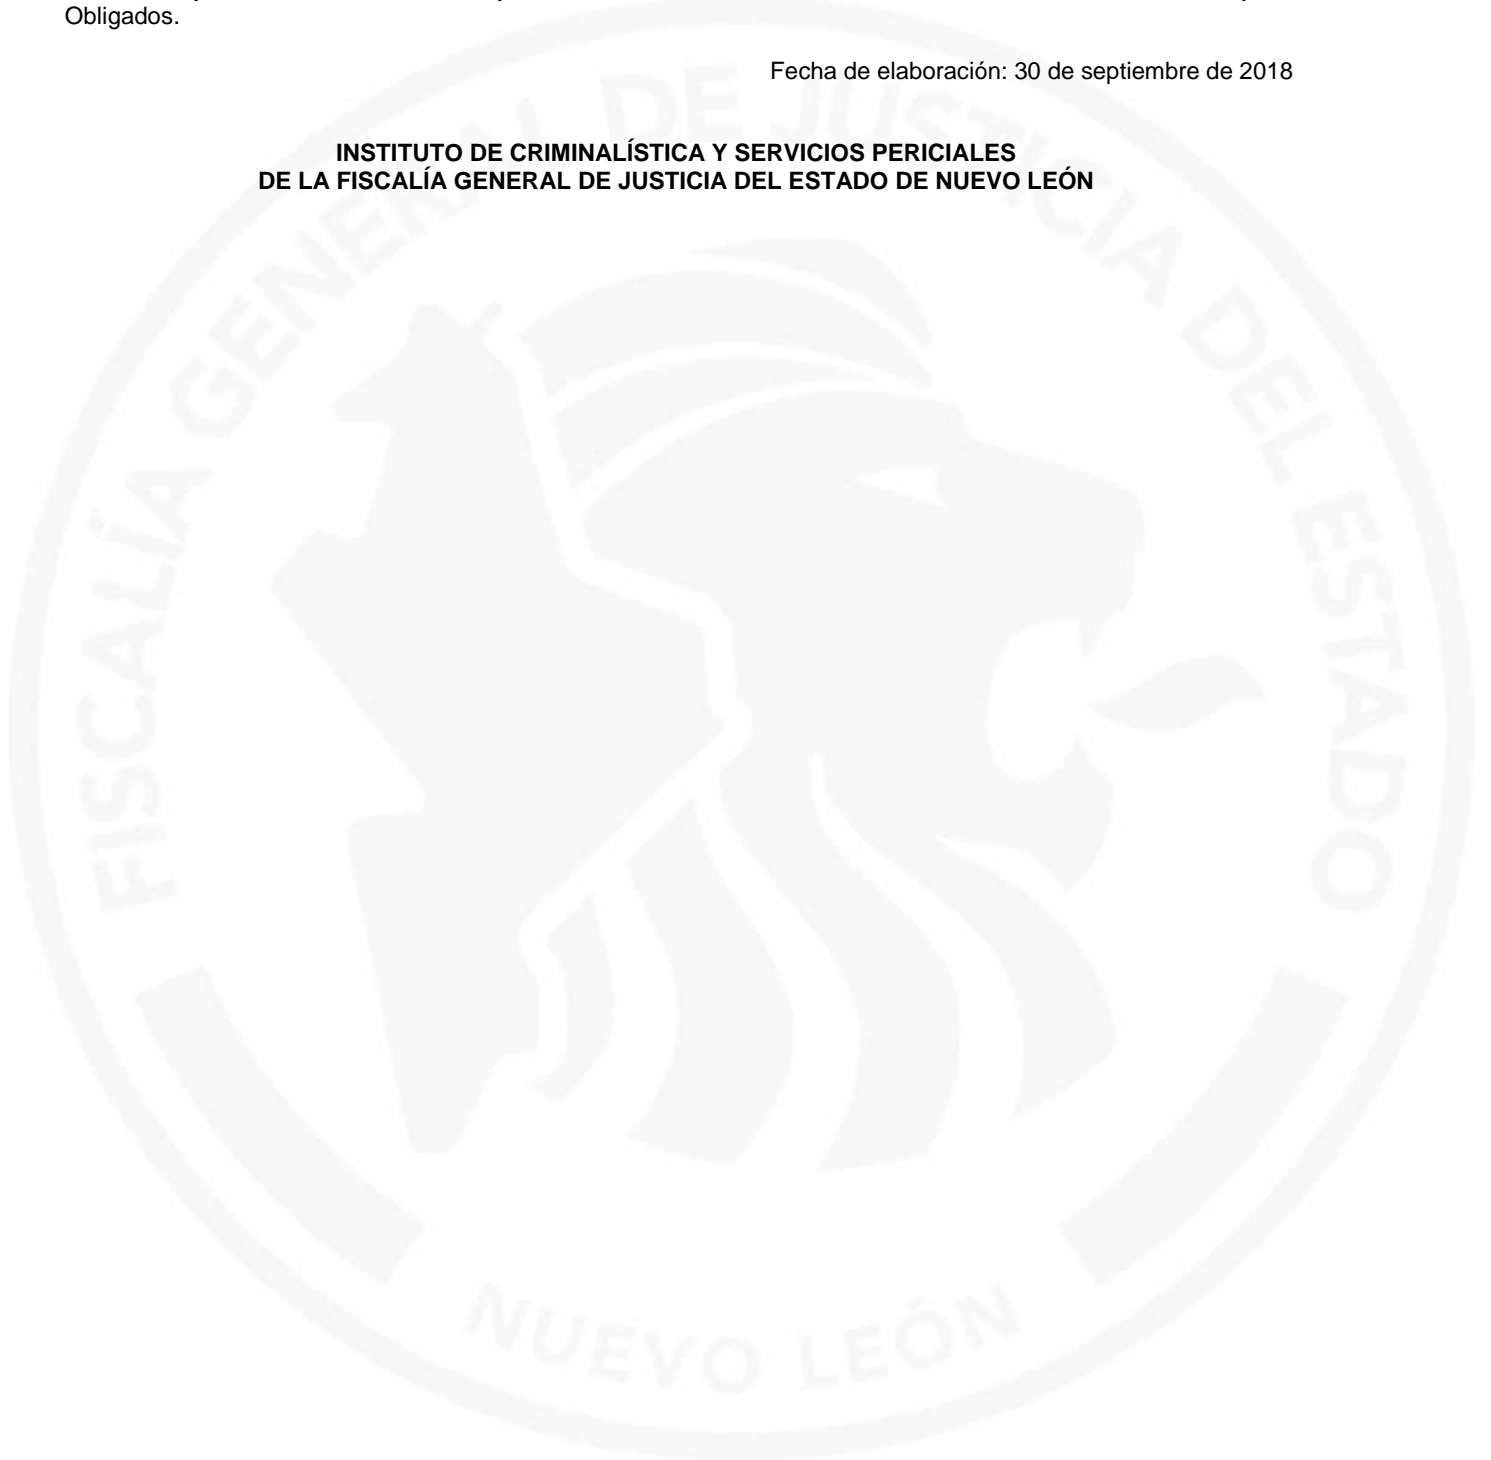 Obligados.
Fecha de elaboración: 30 de septiembre de 2018
INSTITUTO DE CRIMINALÍSTICA Y SERVICIOS PERICIALES
DE LA FISCALÍA GENERAL DE JUSTICIA DEL ESTADO DE NUEVO LEÓN
FISCALÍA GENERAL DE JUSTICIA DEL ESTADO
NUEVO LEÓN